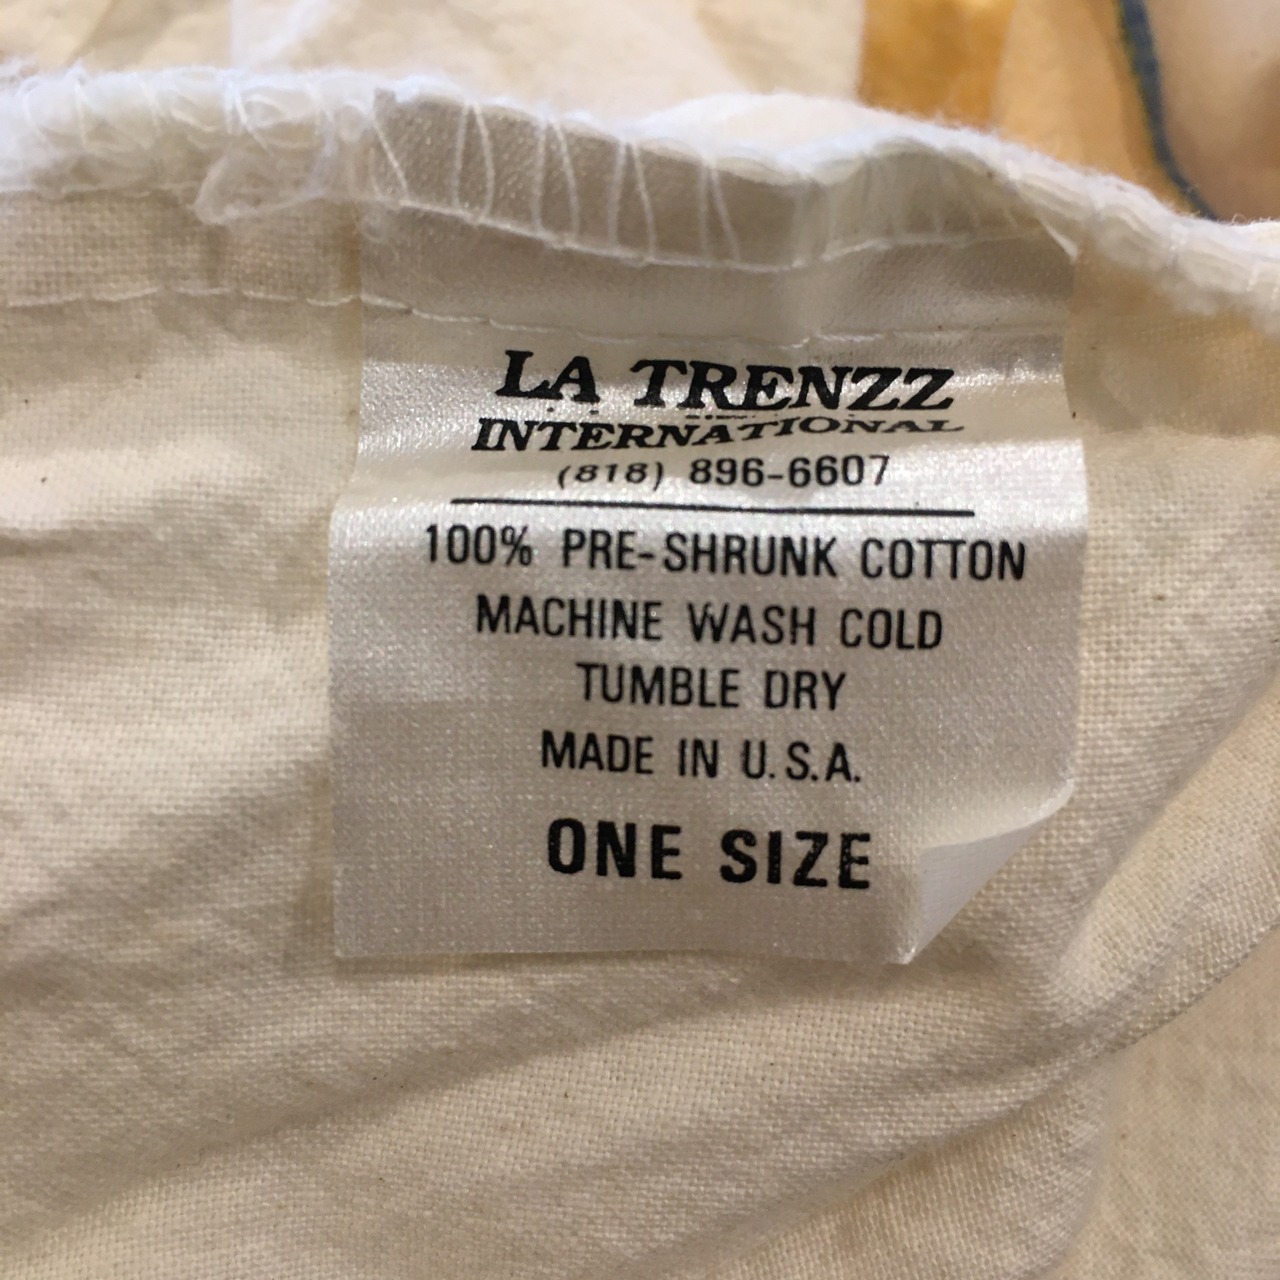 LA TRENZZ
INTERNATIONAL
(818) 896-6607
100% PRE-SHRUNK COTTON
MACHINE WASH COLD
TUMBLE DRY
MADE IN U.S.A.
ONE SIZE